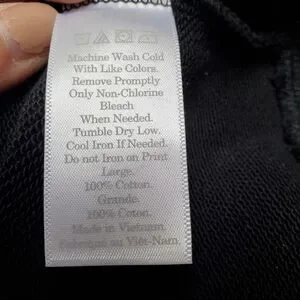 Machine Wash Cold
With Like Colors.
Remove Promptly
Only Non-Chlorine
Bleach
When Needed.
Tumble Dry Low.
Cool Iron If Needed.
Do not Iron on Print.
Large.
100% Cotton.
Grande.
100% Coton.
Made in Vietnam.
Fabriqué au Viêt-Nam.